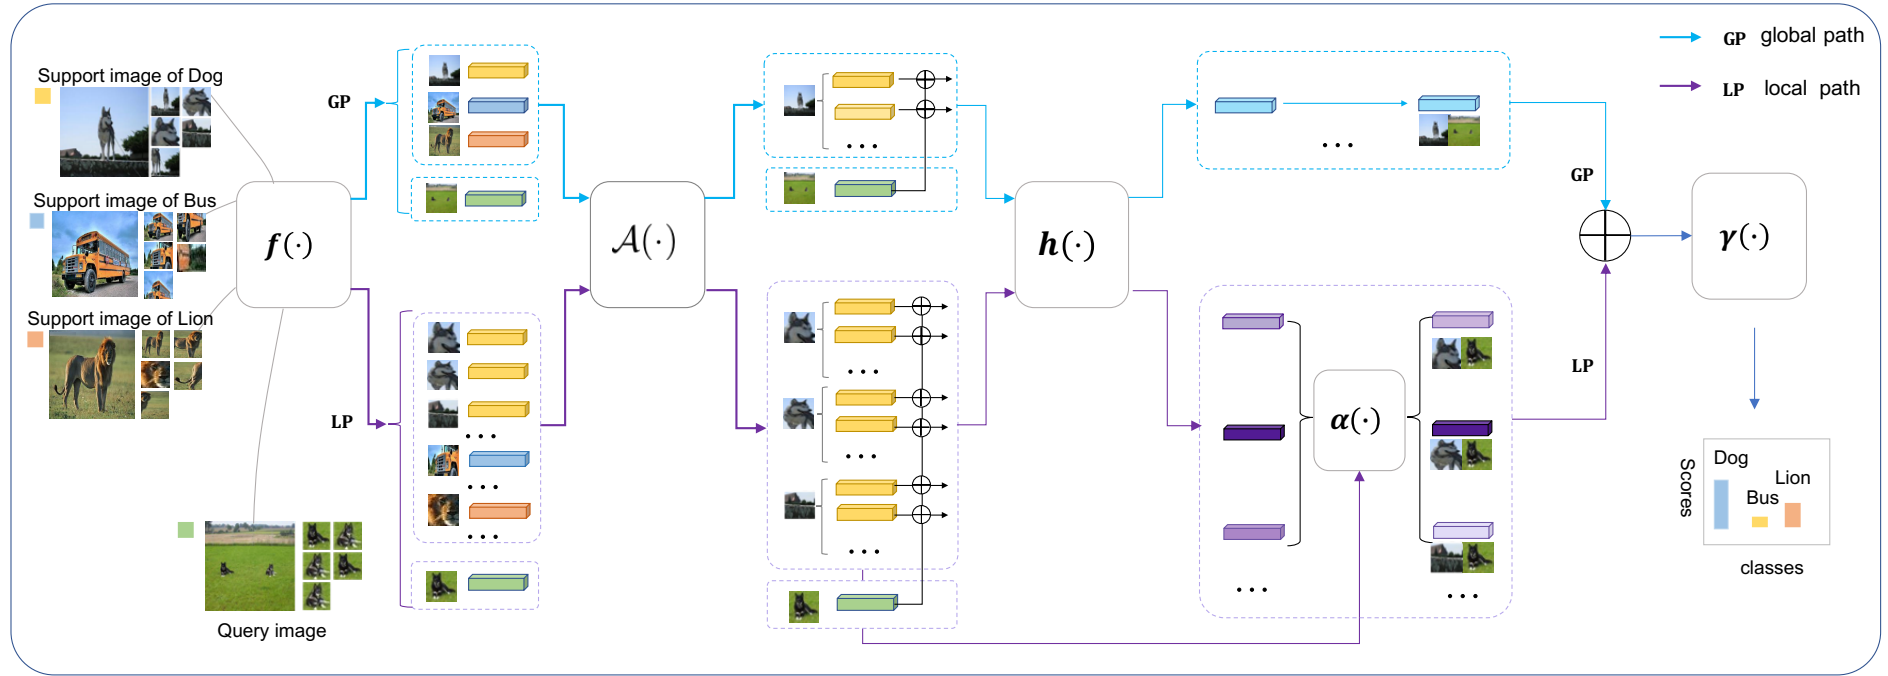 GP global path
LP local path
Support image of Dog
GP
Support image of Bus
f(·)
𝒜(·)
h(·)
GP
γ(·)
Support image of Lion
LP
LP
α(·)
...
...
...
...
...
...
...
...
...
...
...
Query image
Scores
Dog
Bus
Lion
classes